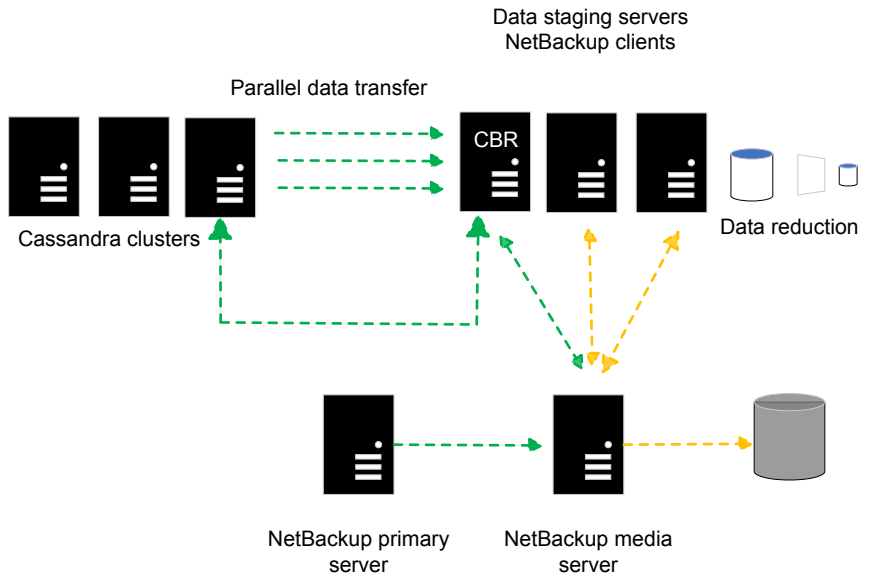 Data staging servers
NetBackup clients
Parallel data transfer
CBR
Cassandra clusters
Data reduction
NetBackup primary
server
NetBackup media
server